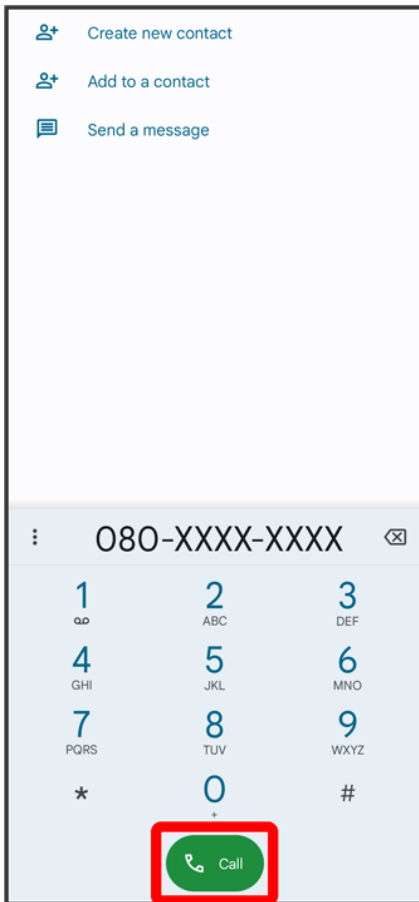 Create new contact
Add to a contact
Send a message
080-XXXX-XXXX
1 2 3
ABC DEF
4 5 6
GHI JKL MNO
7 8 9
PQRS TUV WXYZ
* 0 #
+
Call